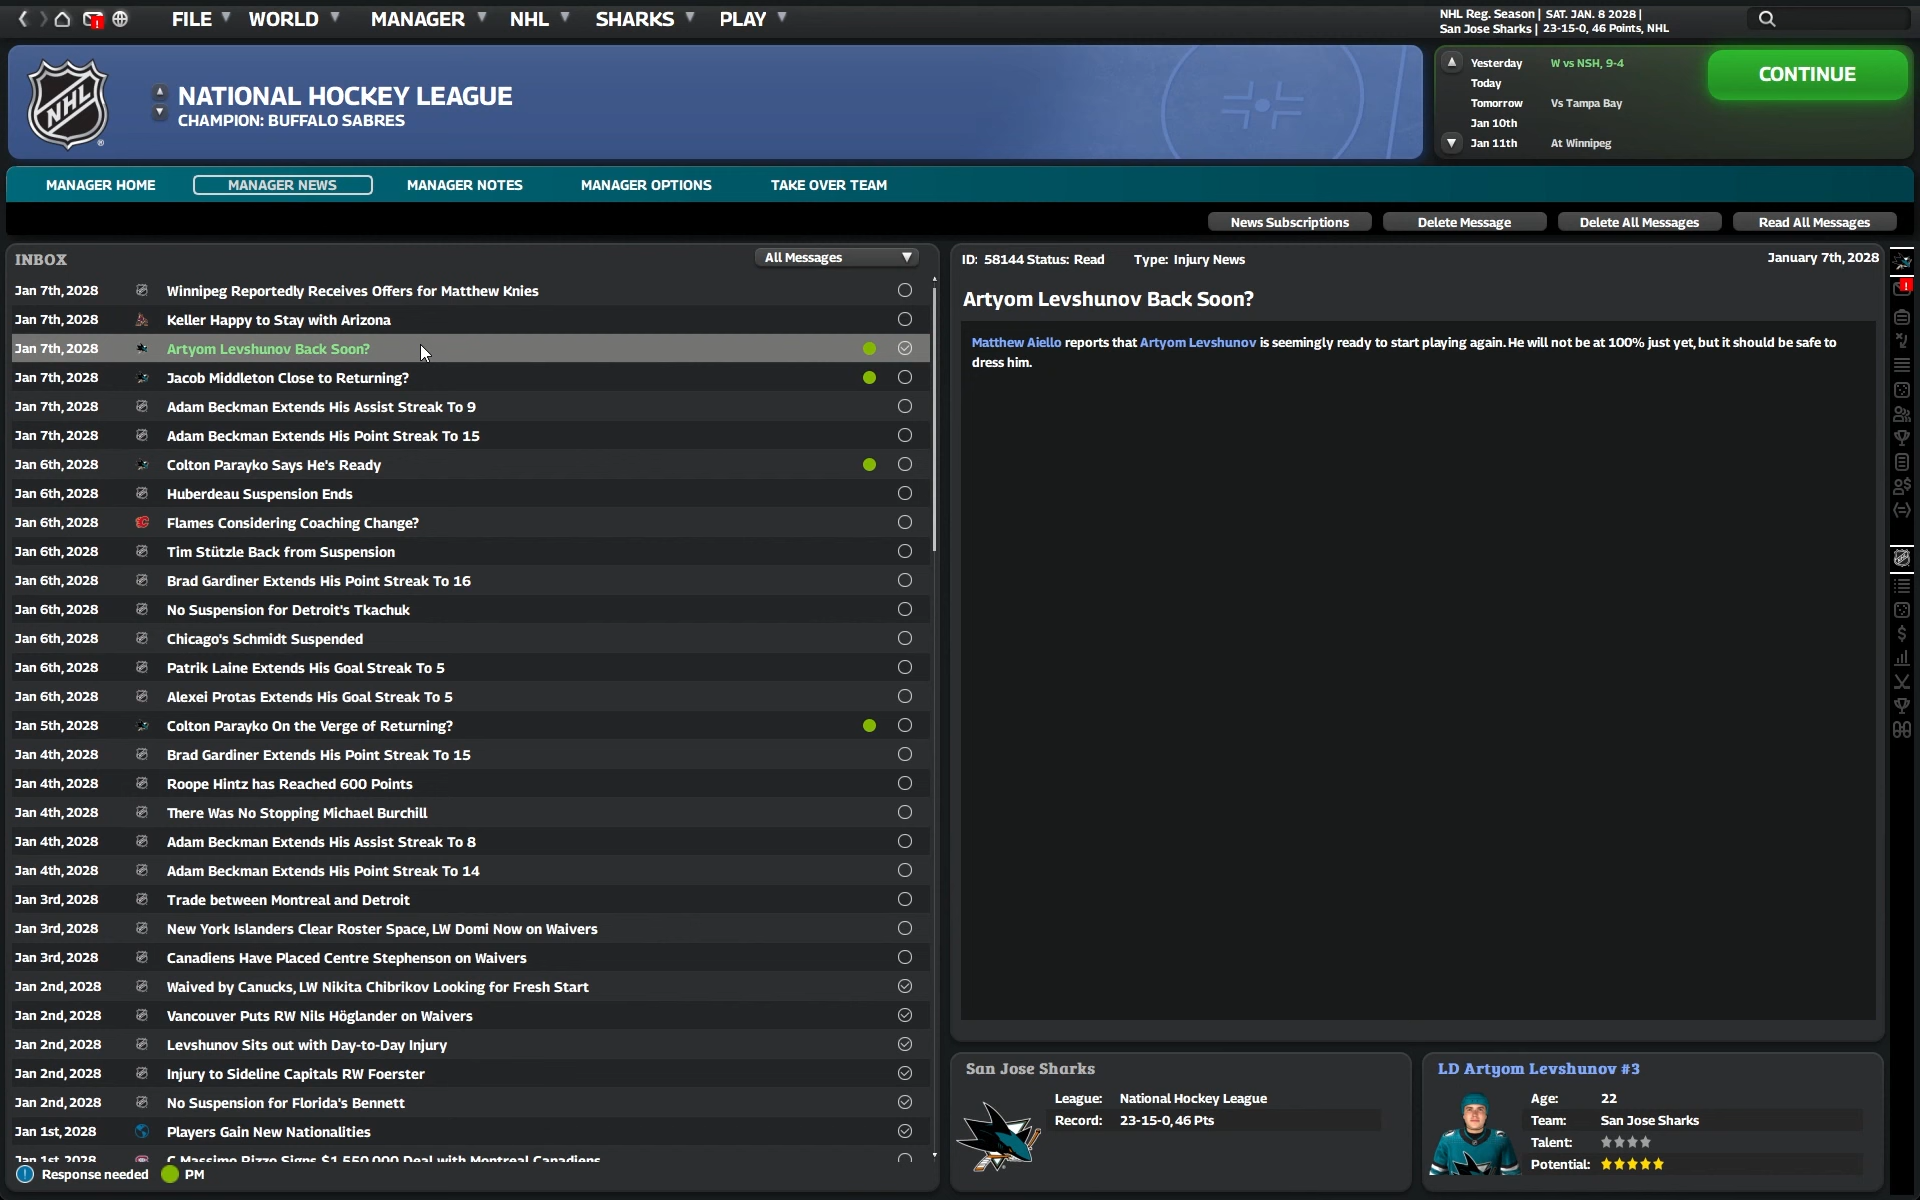 FILE WORLD MANAGER NHL SHARKS PLAY
NHL Reg. Season | SAT. JAN. 8 2028 |
San Jose Sharks | 23-15-0, 46 Points, NHL
NHL
NATIONAL HOCKEY LEAGUE
CHAMPION: BUFFALO SABRES
Yesterday W vs NSH, 9-4
Today
Tomorrow Vs Tampa Bay
Jan 10th
Jan 11th At Winnipeg
CONTINUE
MANAGER HOME MANAGER NEWS MANAGER NOTES MANAGER OPTIONS TAKE OVER TEAM
News Subscriptions Delete Message Delete All Messages Read All Messages
INBOX All Messages
Jan 7th, 2028 Winnipeg Reportedly Receives Offers for Matthew Knies
Jan 7th, 2028 Keller Happy to Stay with Arizona
Jan 7th, 2028 Artyom Levshunov Back Soon?
Jan 7th, 2028 Jacob Middleton Close to Returning?
Jan 7th, 2028 Adam Beckman Extends His Assist Streak To 9
Jan 7th, 2028 Adam Beckman Extends His Point Streak To 15
Jan 6th, 2028 Colton Parayko Says He's Ready
Jan 6th, 2028 Huberdeau Suspension Ends
Jan 6th, 2028 Flames Considering Coaching Change?
Jan 6th, 2028 Tim Stützle Back from Suspension
Jan 6th, 2028 Brad Gardiner Extends His Point Streak To 16
Jan 6th, 2028 No Suspension for Detroit's Tkachuk
Jan 6th, 2028 Chicago's Schmidt Suspended
Jan 6th, 2028 Patrik Laine Extends His Goal Streak To 5
Jan 6th, 2028 Alexei Protas Extends His Goal Streak To 5
Jan 5th, 2028 Colton Parayko On the Verge of Returning?
Jan 4th, 2028 Brad Gardiner Extends His Point Streak To 15
Jan 4th, 2028 Roope Hintz has Reached 600 Points
Jan 4th, 2028 There Was No Stopping Michael Burchill
Jan 4th, 2028 Adam Beckman Extends His Assist Streak To 8
Jan 4th, 2028 Adam Beckman Extends His Point Streak To 14
Jan 3rd, 2028 Trade between Montreal and Detroit
Jan 3rd, 2028 New York Islanders Clear Roster Space, LW Domi Now on Waivers
Jan 3rd, 2028 Canadiens Have Placed Centre Stephenson on Waivers
Jan 2nd, 2028 Waived by Canucks, LW Nikita Chibrikov Looking for Fresh Start
Jan 2nd, 2028 Vancouver Puts RW Nils Höglander on Waivers
Jan 2nd, 2028 Levshunov Sits out with Day-to-Day Injury
Jan 2nd, 2028 Injury to Sideline Capitals RW Foerster
Jan 2nd, 2028 No Suspension for Florida's Bennett
Jan 1st, 2028 Players Gain New Nationalities
Jan 1st, 2028 C Massimo Rizzo Signs $1,550,000 Deal with Montreal Canadiens
Response needed PM
ID: 58144 Status: Read Type: Injury News January 7th, 2028
Artyom Levshunov Back Soon?
Matthew Aiello reports that Artyom Levshunov is seemingly ready to start playing again. He will not be at 100% just yet, but it should be safe to
dress him.
San Jose Sharks
League: National Hockey League
Record: 23-15-0, 46 Pts
LD Artyom Levshunov #3
Age: 22
Team: San Jose Sharks
Talent:
Potential: